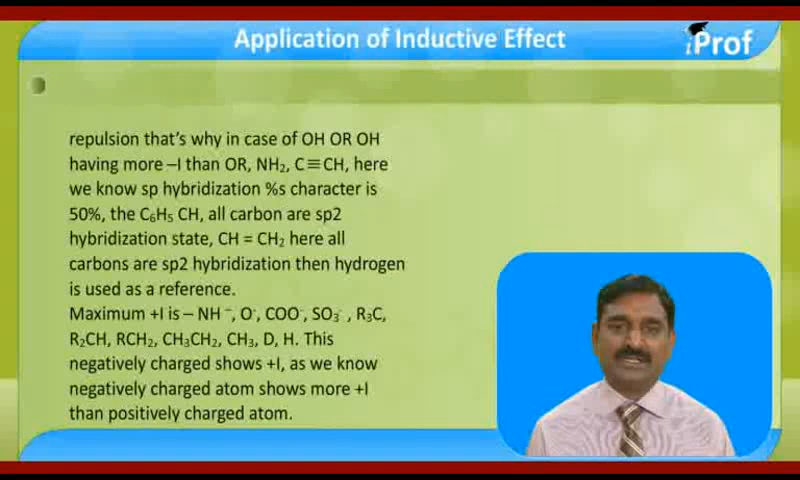 Application of Inductive Effect
iProf
repulsion that's why in case of OH OR OH
having more –I than OR, NH₂, C≡CH, here
we know sp hybridization %s character is
50%, the C₆H₅ CH, all carbon are sp2
hybridization state, CH = CH₂ here all
carbons are sp2 hybridization then hydrogen
is used as a reference.
Maximum +I is – NH ⁻, O⁻, COO⁻, SO₃⁻ , R₃C,
R₂CH, RCH₂, CH₃CH₂, CH₃, D, H. This
negatively charged shows +I, as we know
negatively charged atom shows more +I
than positively charged atom.